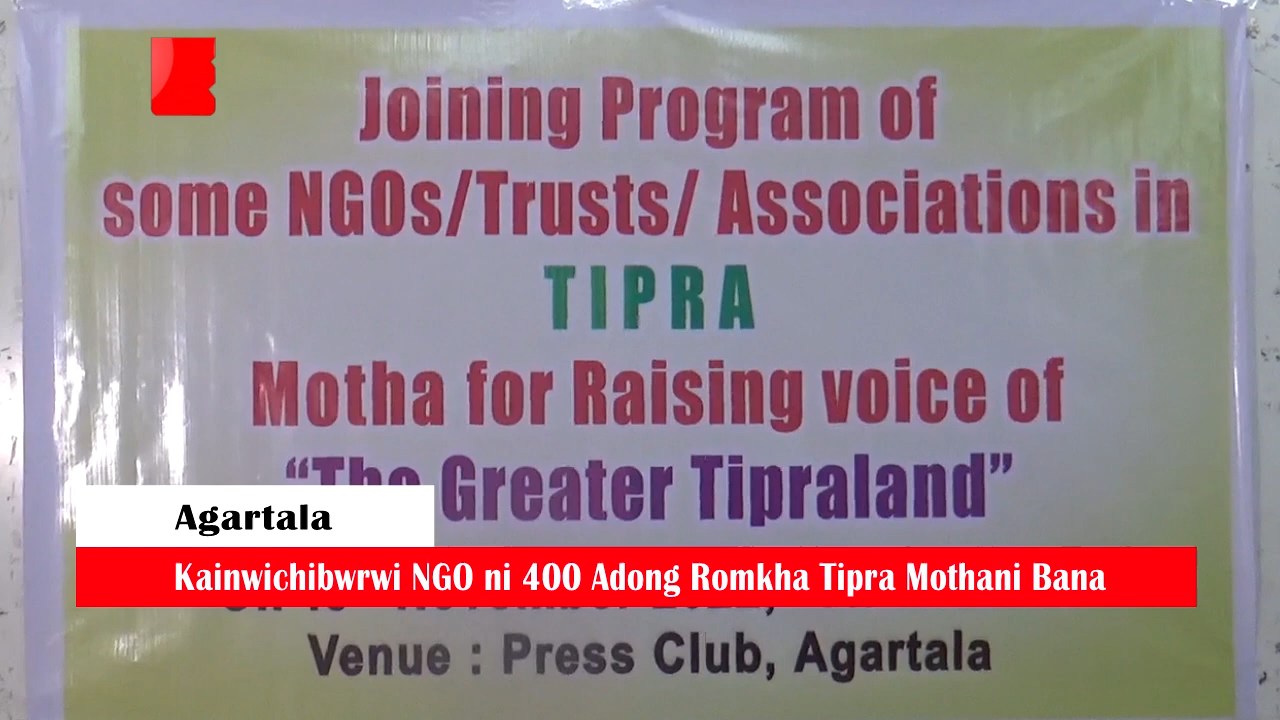 Joining Program of
some NGOs/Trusts/ Associations in
TIPRA
Motha for Raising voice of
“The Greater Tipraland”
Agartala
Kainwichibwrwi NGO ni 400 Adong Romkha Tipra Mothani Bana
Venue : Press Club, Agartala